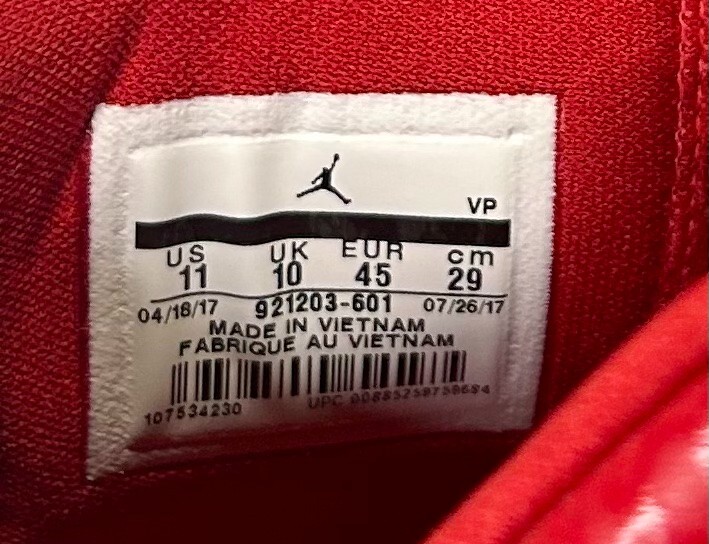 VP
US UK EUR cm
11 10 45 29
04/18/17 921203-601 07/26/17
MADE IN VIETNAM
FABRIQUE AU VIETNAM
107534230 UPC